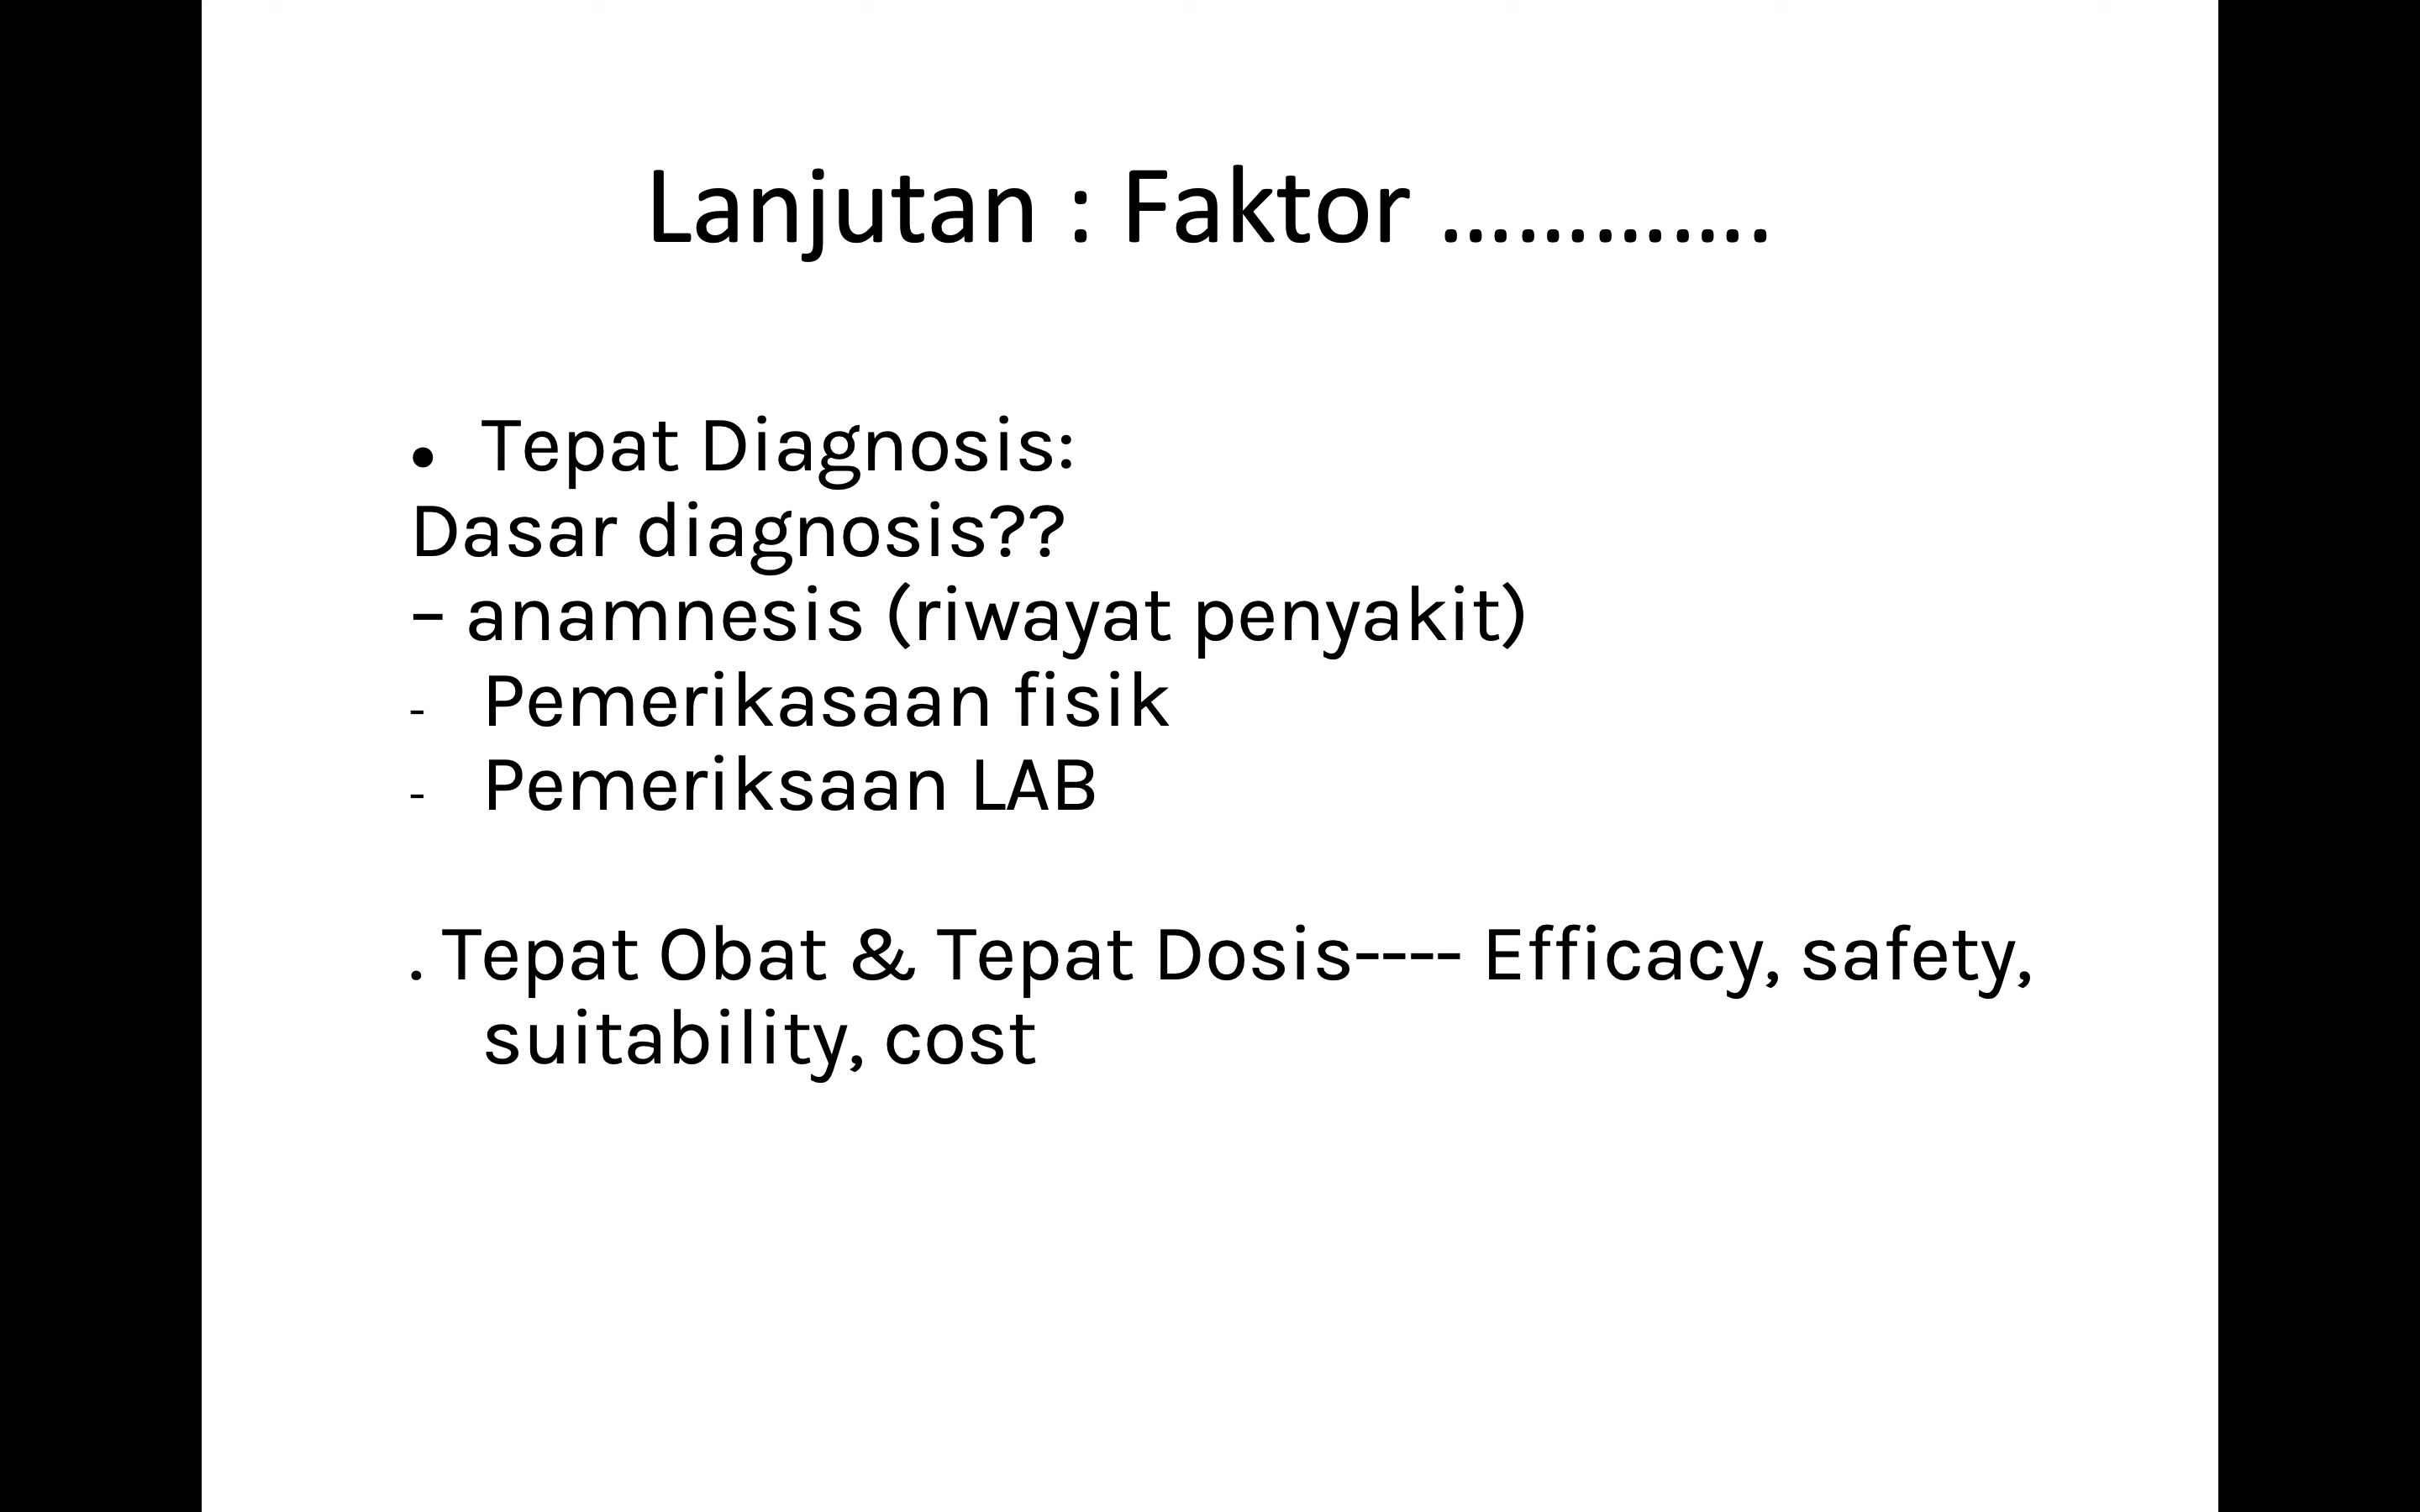 Lanjutan : Faktor .............
• Tepat Diagnosis:
Dasar diagnosis??
– anamnesis (riwayat penyakit)
- Pemerikasaan fisik
- Pemeriksaan LAB
. Tepat Obat & Tepat Dosis---- Efficacy, safety,
suitability, cost